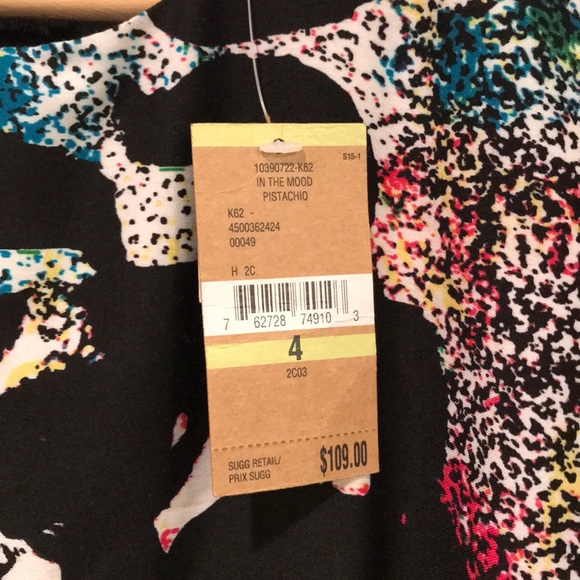 S15-1
10390722-K62
IN THE MOOD
PISTACHIO
K62 -
4500362424
00049
H 2C
7 62728 74910 3
4
2C03
SUGG RETAIL/ $109.00
PRIX SUGG